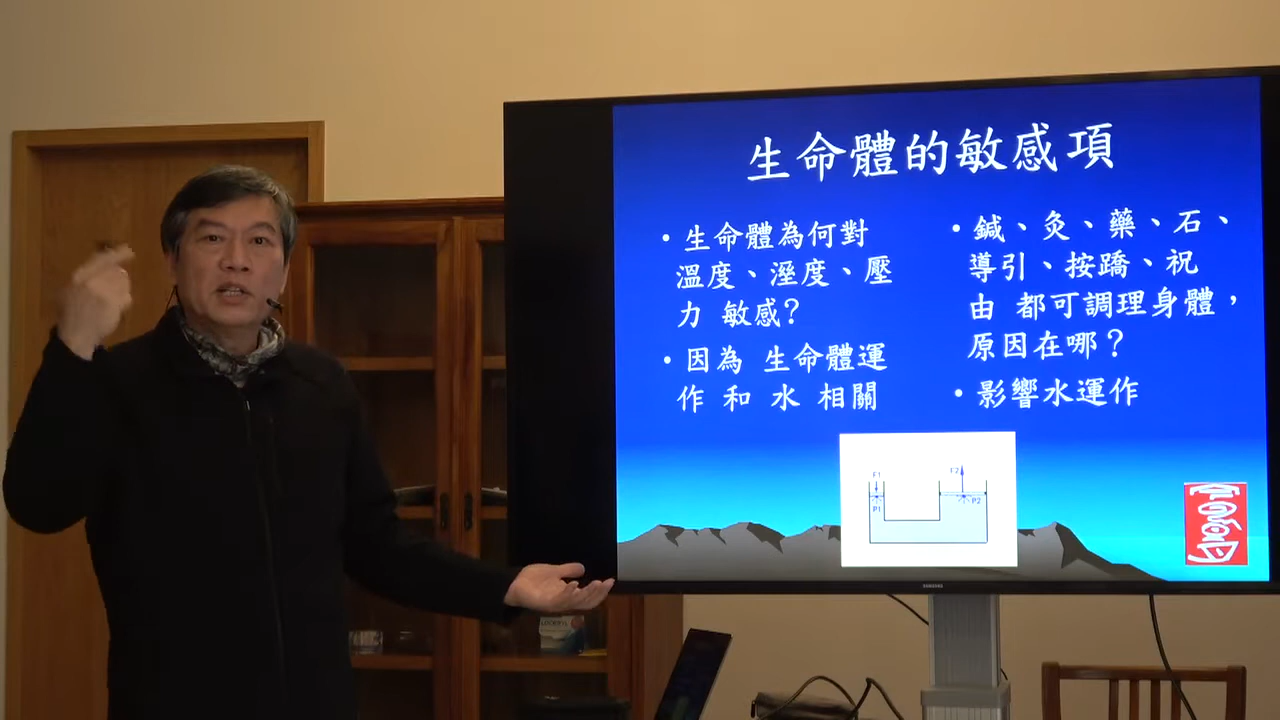 生命體的敏感項
• 生命體為何對
溫度、溼度、壓
力 敏感?
• 因為 生命體運
作 和 水 相關
• 鍼、灸、藥、石、
導引、按蹻、祝
由 都可調理身體，
原因在哪？
• 影響水運作
F1
P1
F2
P2
SAMSUNG